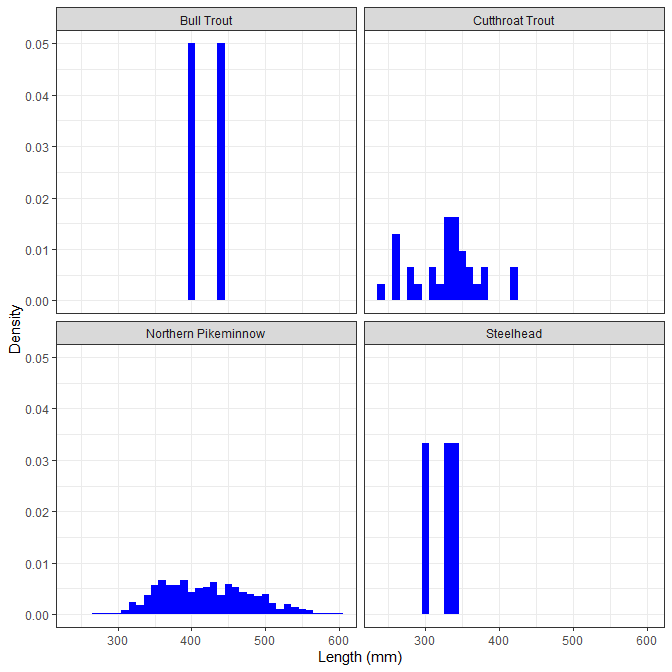 Bull Trout
Cutthroat Trout
0.05
0.04
0.03
0.02
0.01
0.00
Density
Northern Pikeminnow
Steelhead
0.05
0.04
0.03
0.02
0.01
0.00
300 400 500 600 300 400 500 600
Length (mm)